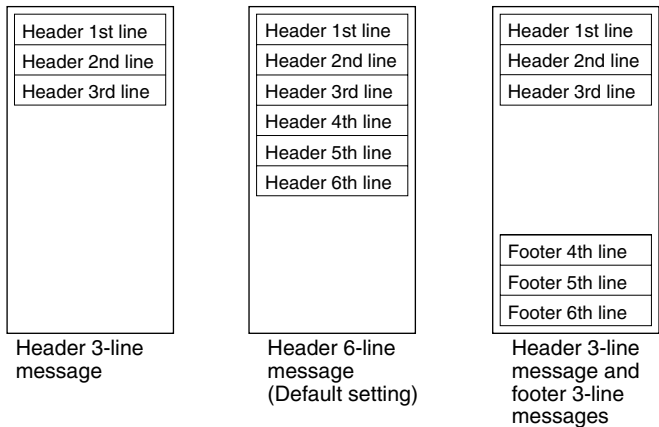 Header 1st line
Header 2nd line
Header 3rd line
Header 3-line
message
Header 1st line
Header 2nd line
Header 3rd line
Header 4th line
Header 5th line
Header 6th line
Header 6-line
message
(Default setting)
Header 1st line
Header 2nd line
Header 3rd line
Footer 4th line
Footer 5th line
Footer 6th line
Header 3-line
message and
footer 3-line
messages